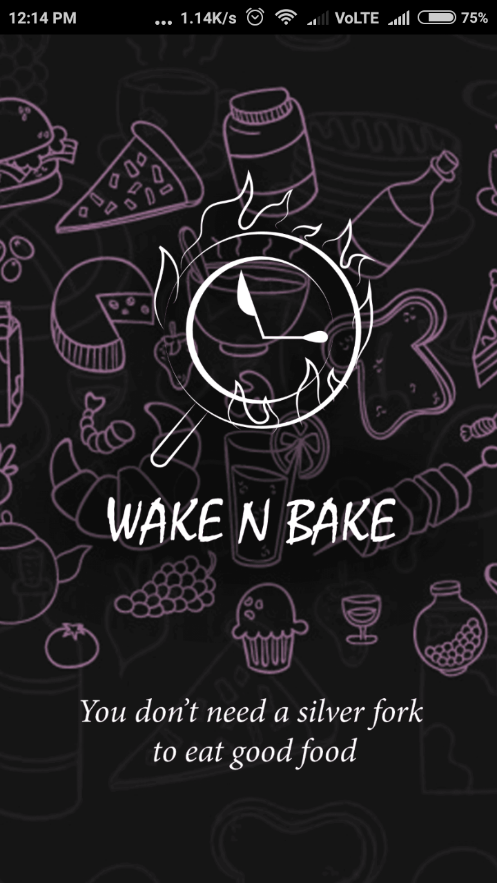 12:14 PM ... 1.14K/s VoLTE 75%
WAKE N BAKE
You don't need a silver fork
to eat good food